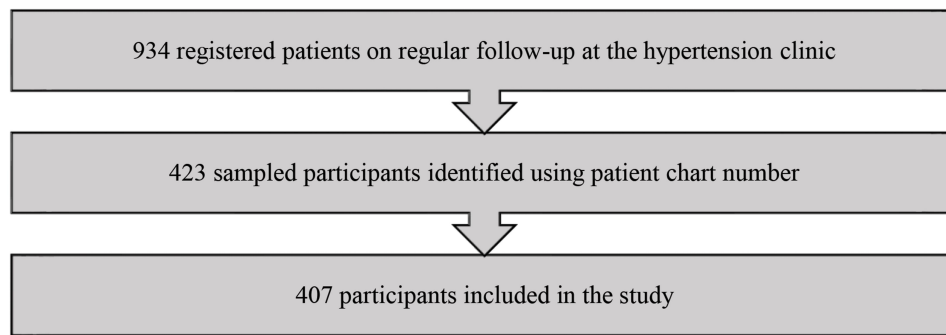 934 registered patients on regular follow-up at the hypertension clinic
423 sampled participants identified using patient chart number
407 participants included in the study